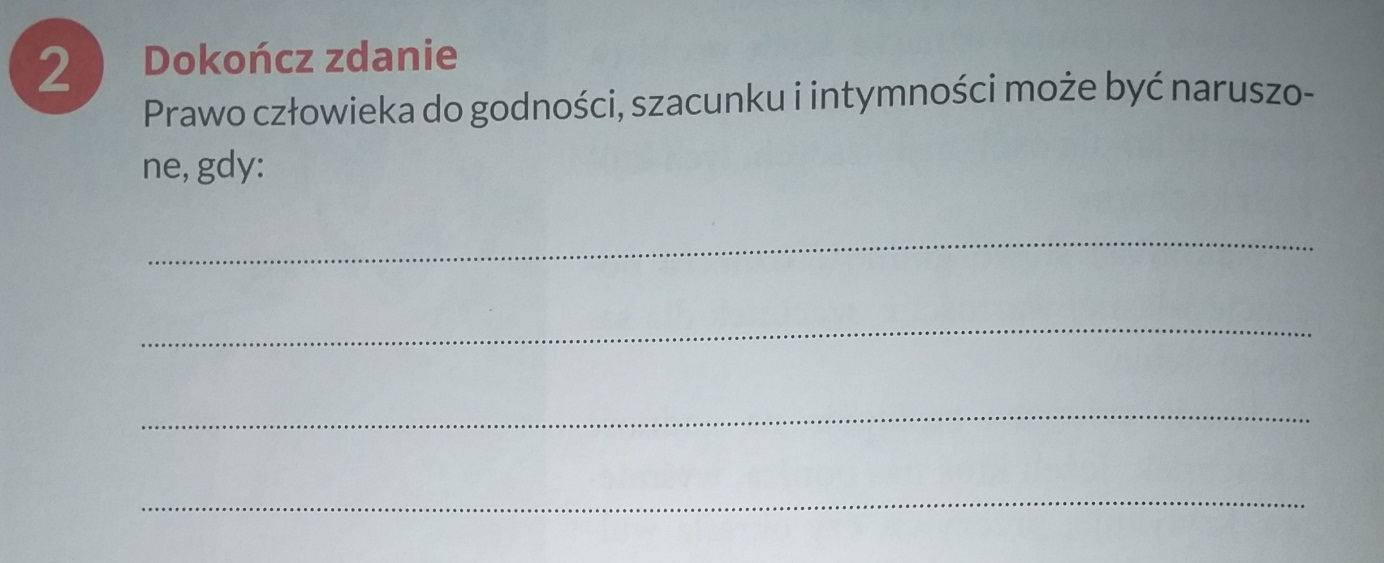 2
Dokończ zdanie
Prawo człowieka do godności, szacunku i intymności może być naruszo-
ne, gdy: